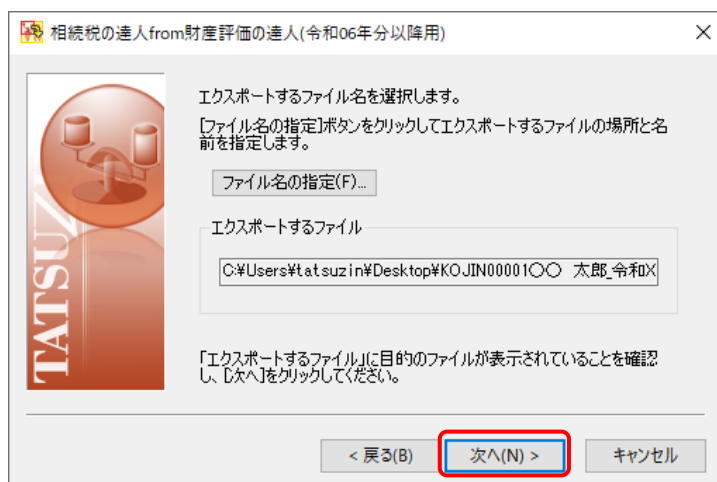 相続税の達人from財産評価の達人(令和06年分以降用)
エクスポートするファイル名を選択します。
[ファイル名の指定]ボタンをクリックしてエクスポートするファイルの場所と名
前を指定します。
ファイル名の指定(F)...
エクスポートするファイル
C:¥Users¥tatsuzin¥Desktop¥KOJIN00001〇〇　太郎_令和X
「エクスポートするファイル」に目的のファイルが表示されていることを確認
し、[次へ]をクリックしてください。
TATSUZ
< 戻る(B)
次へ(N) >
キャンセル